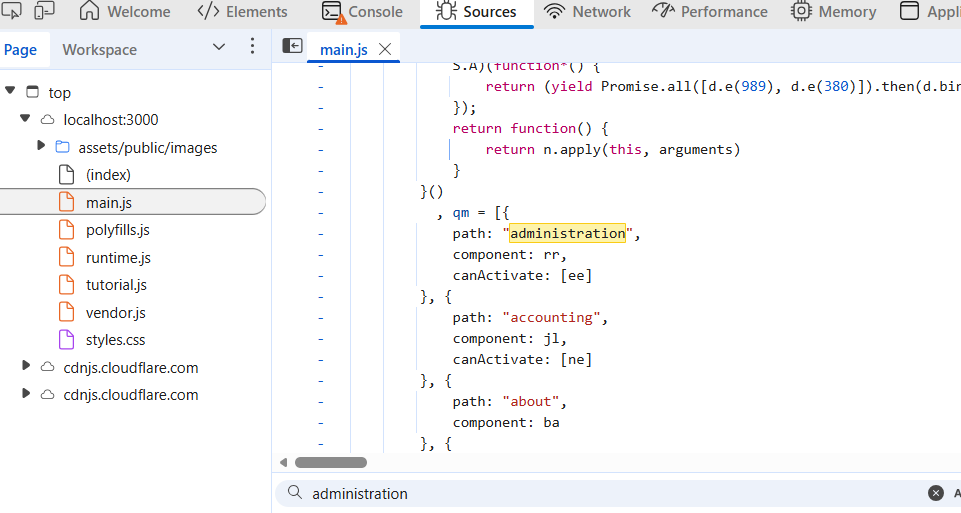 Welcome Elements Console Sources Network Performance Memory Appli
Page Workspace
main.js
top
localhost:3000
assets/public/images
(index)
main.js
polyfills.js
runtime.js
tutorial.js
vendor.js
styles.css
cdnjs.cloudflare.com
cdnjs.cloudflare.com
S.A)(function*() {
- return (yield Promise.all([d.e(989), d.e(380)]).then(d.bin
- });
- return function() {
- return n.apply(this, arguments)
- }
- }()
- , qm = [{
- path: "administration",
- component: rr,
- canActivate: [ee]
- }, {
- path: "accounting",
- component: jl,
- canActivate: [ne]
- }, {
- path: "about",
- component: ba
- }, {
administration
A